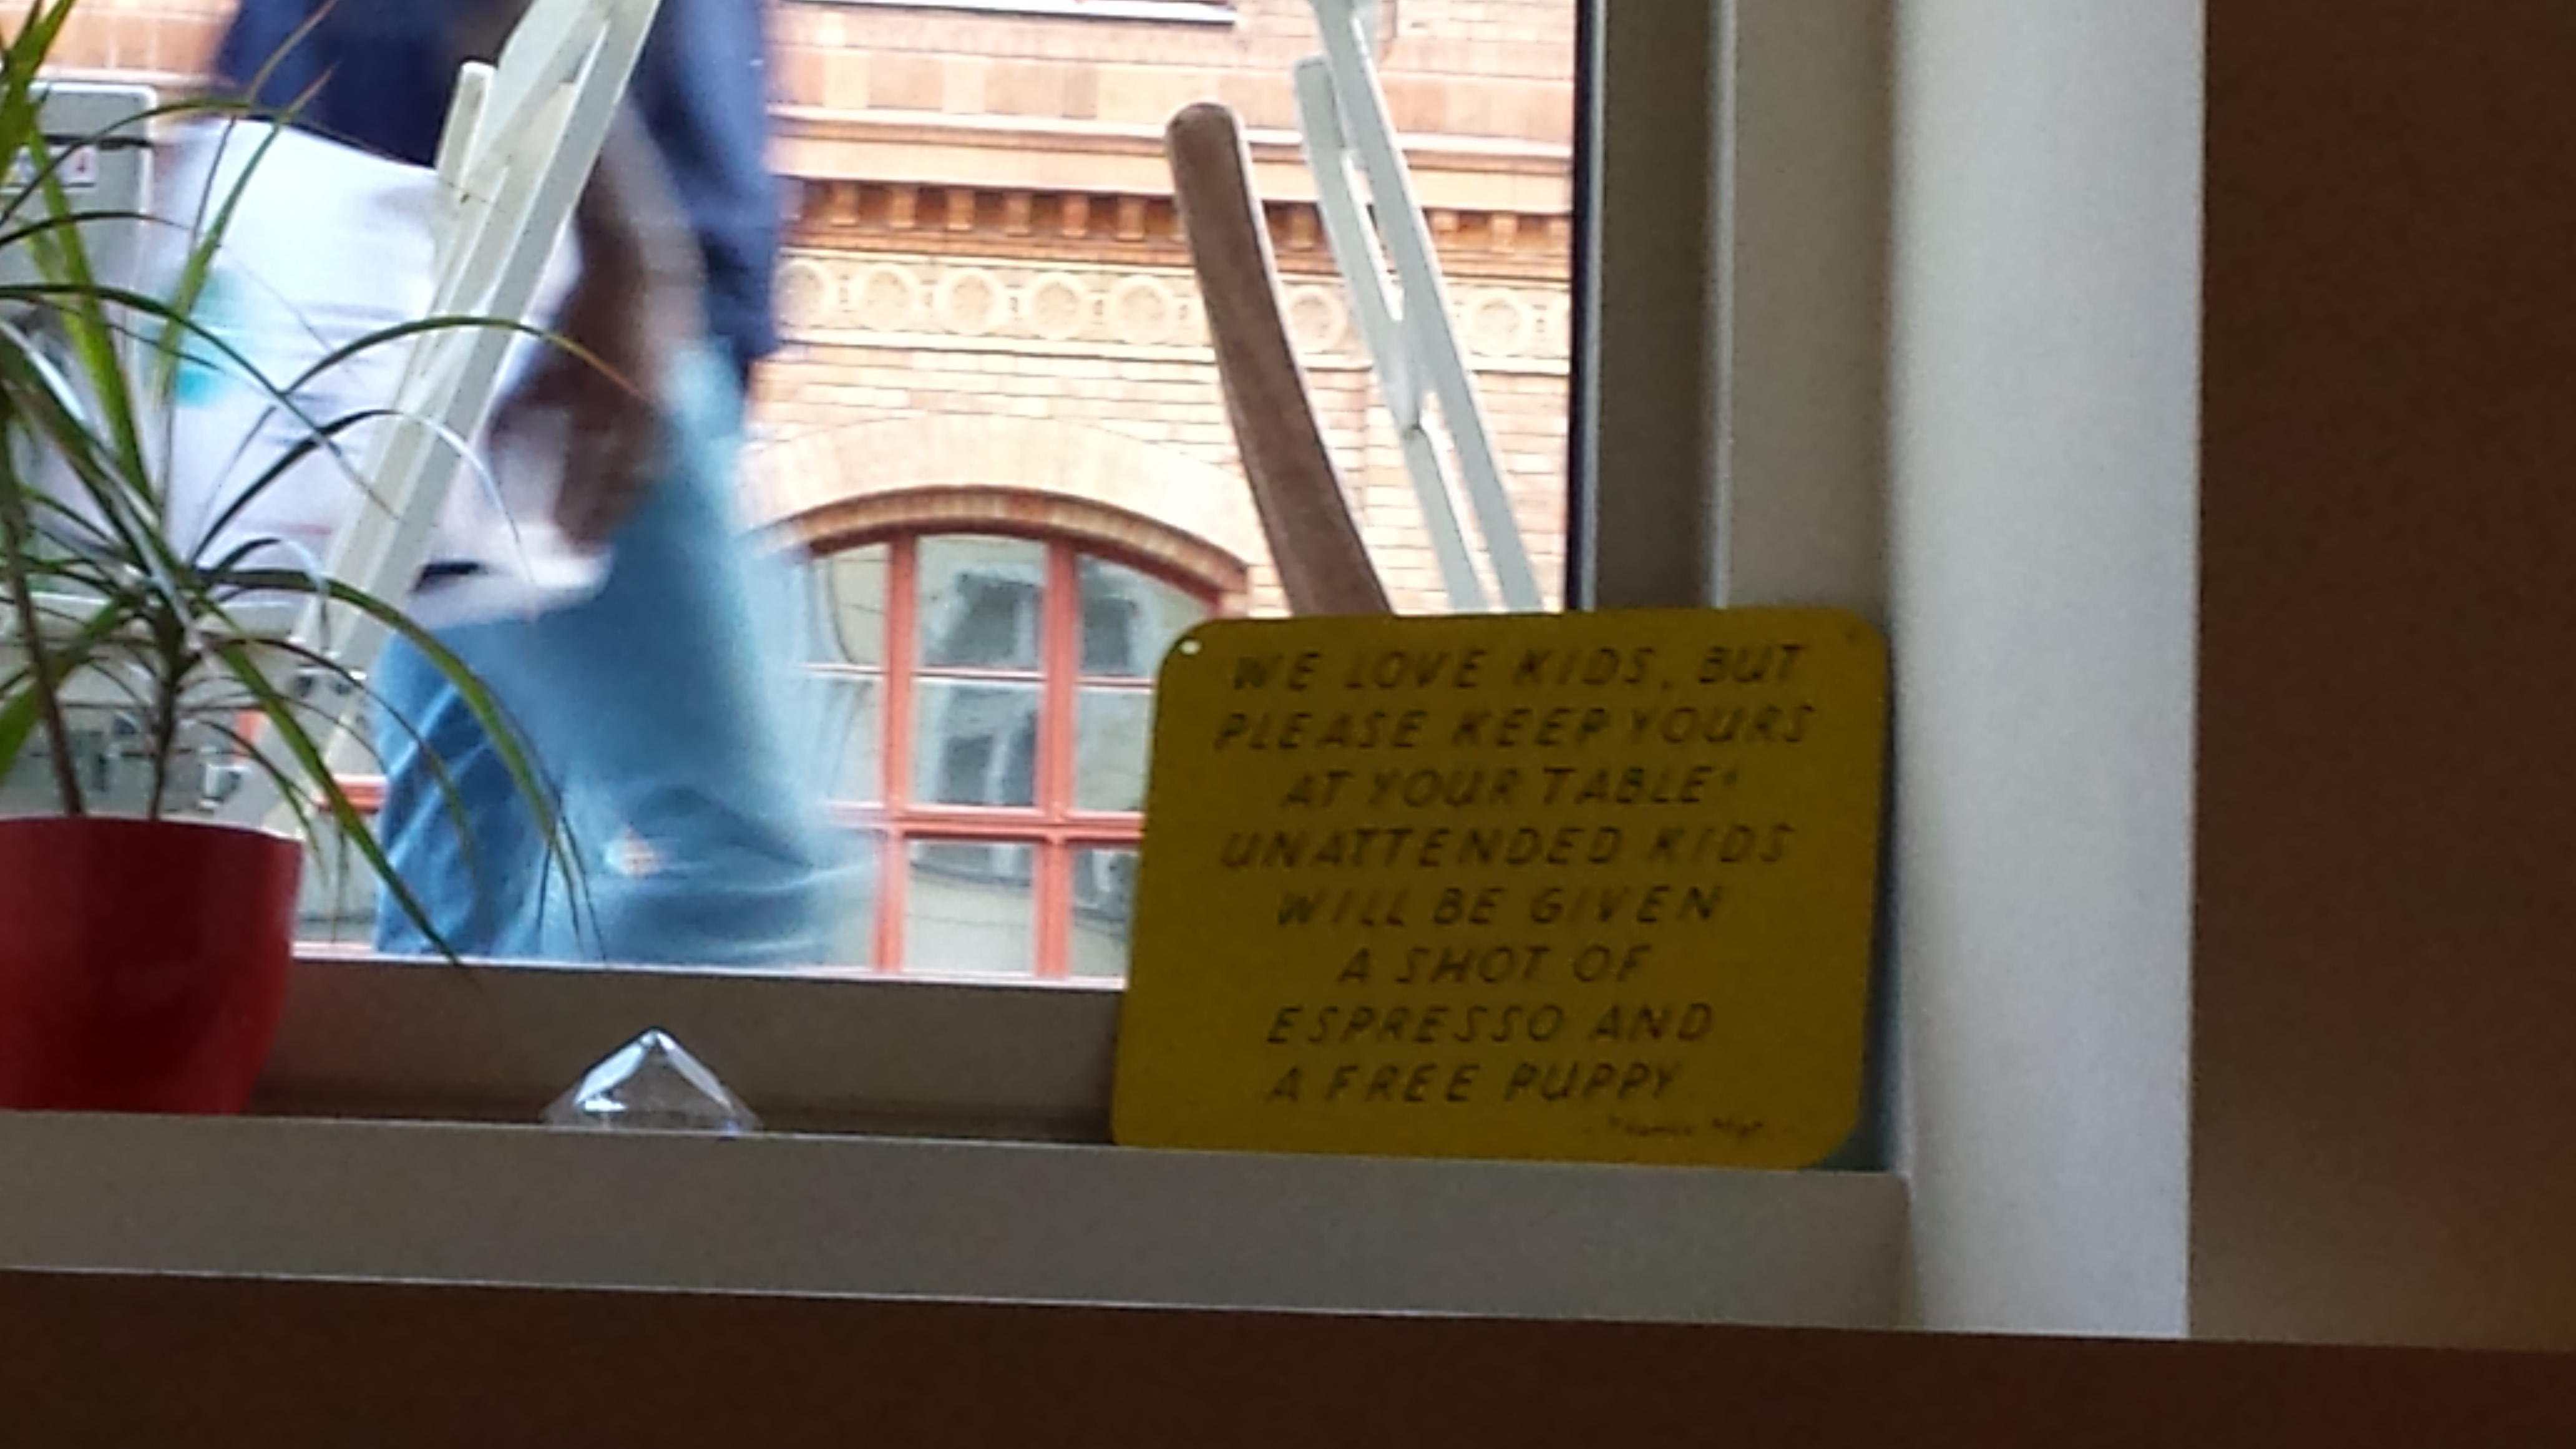 WE LOVE KIDS, BUT
PLEASE KEEP YOURS
AT YOUR TABLE*
UNATTENDED KIDS
WILL BE GIVEN
A SHOT OF
ESPRESSO AND
A FREE PUPPY